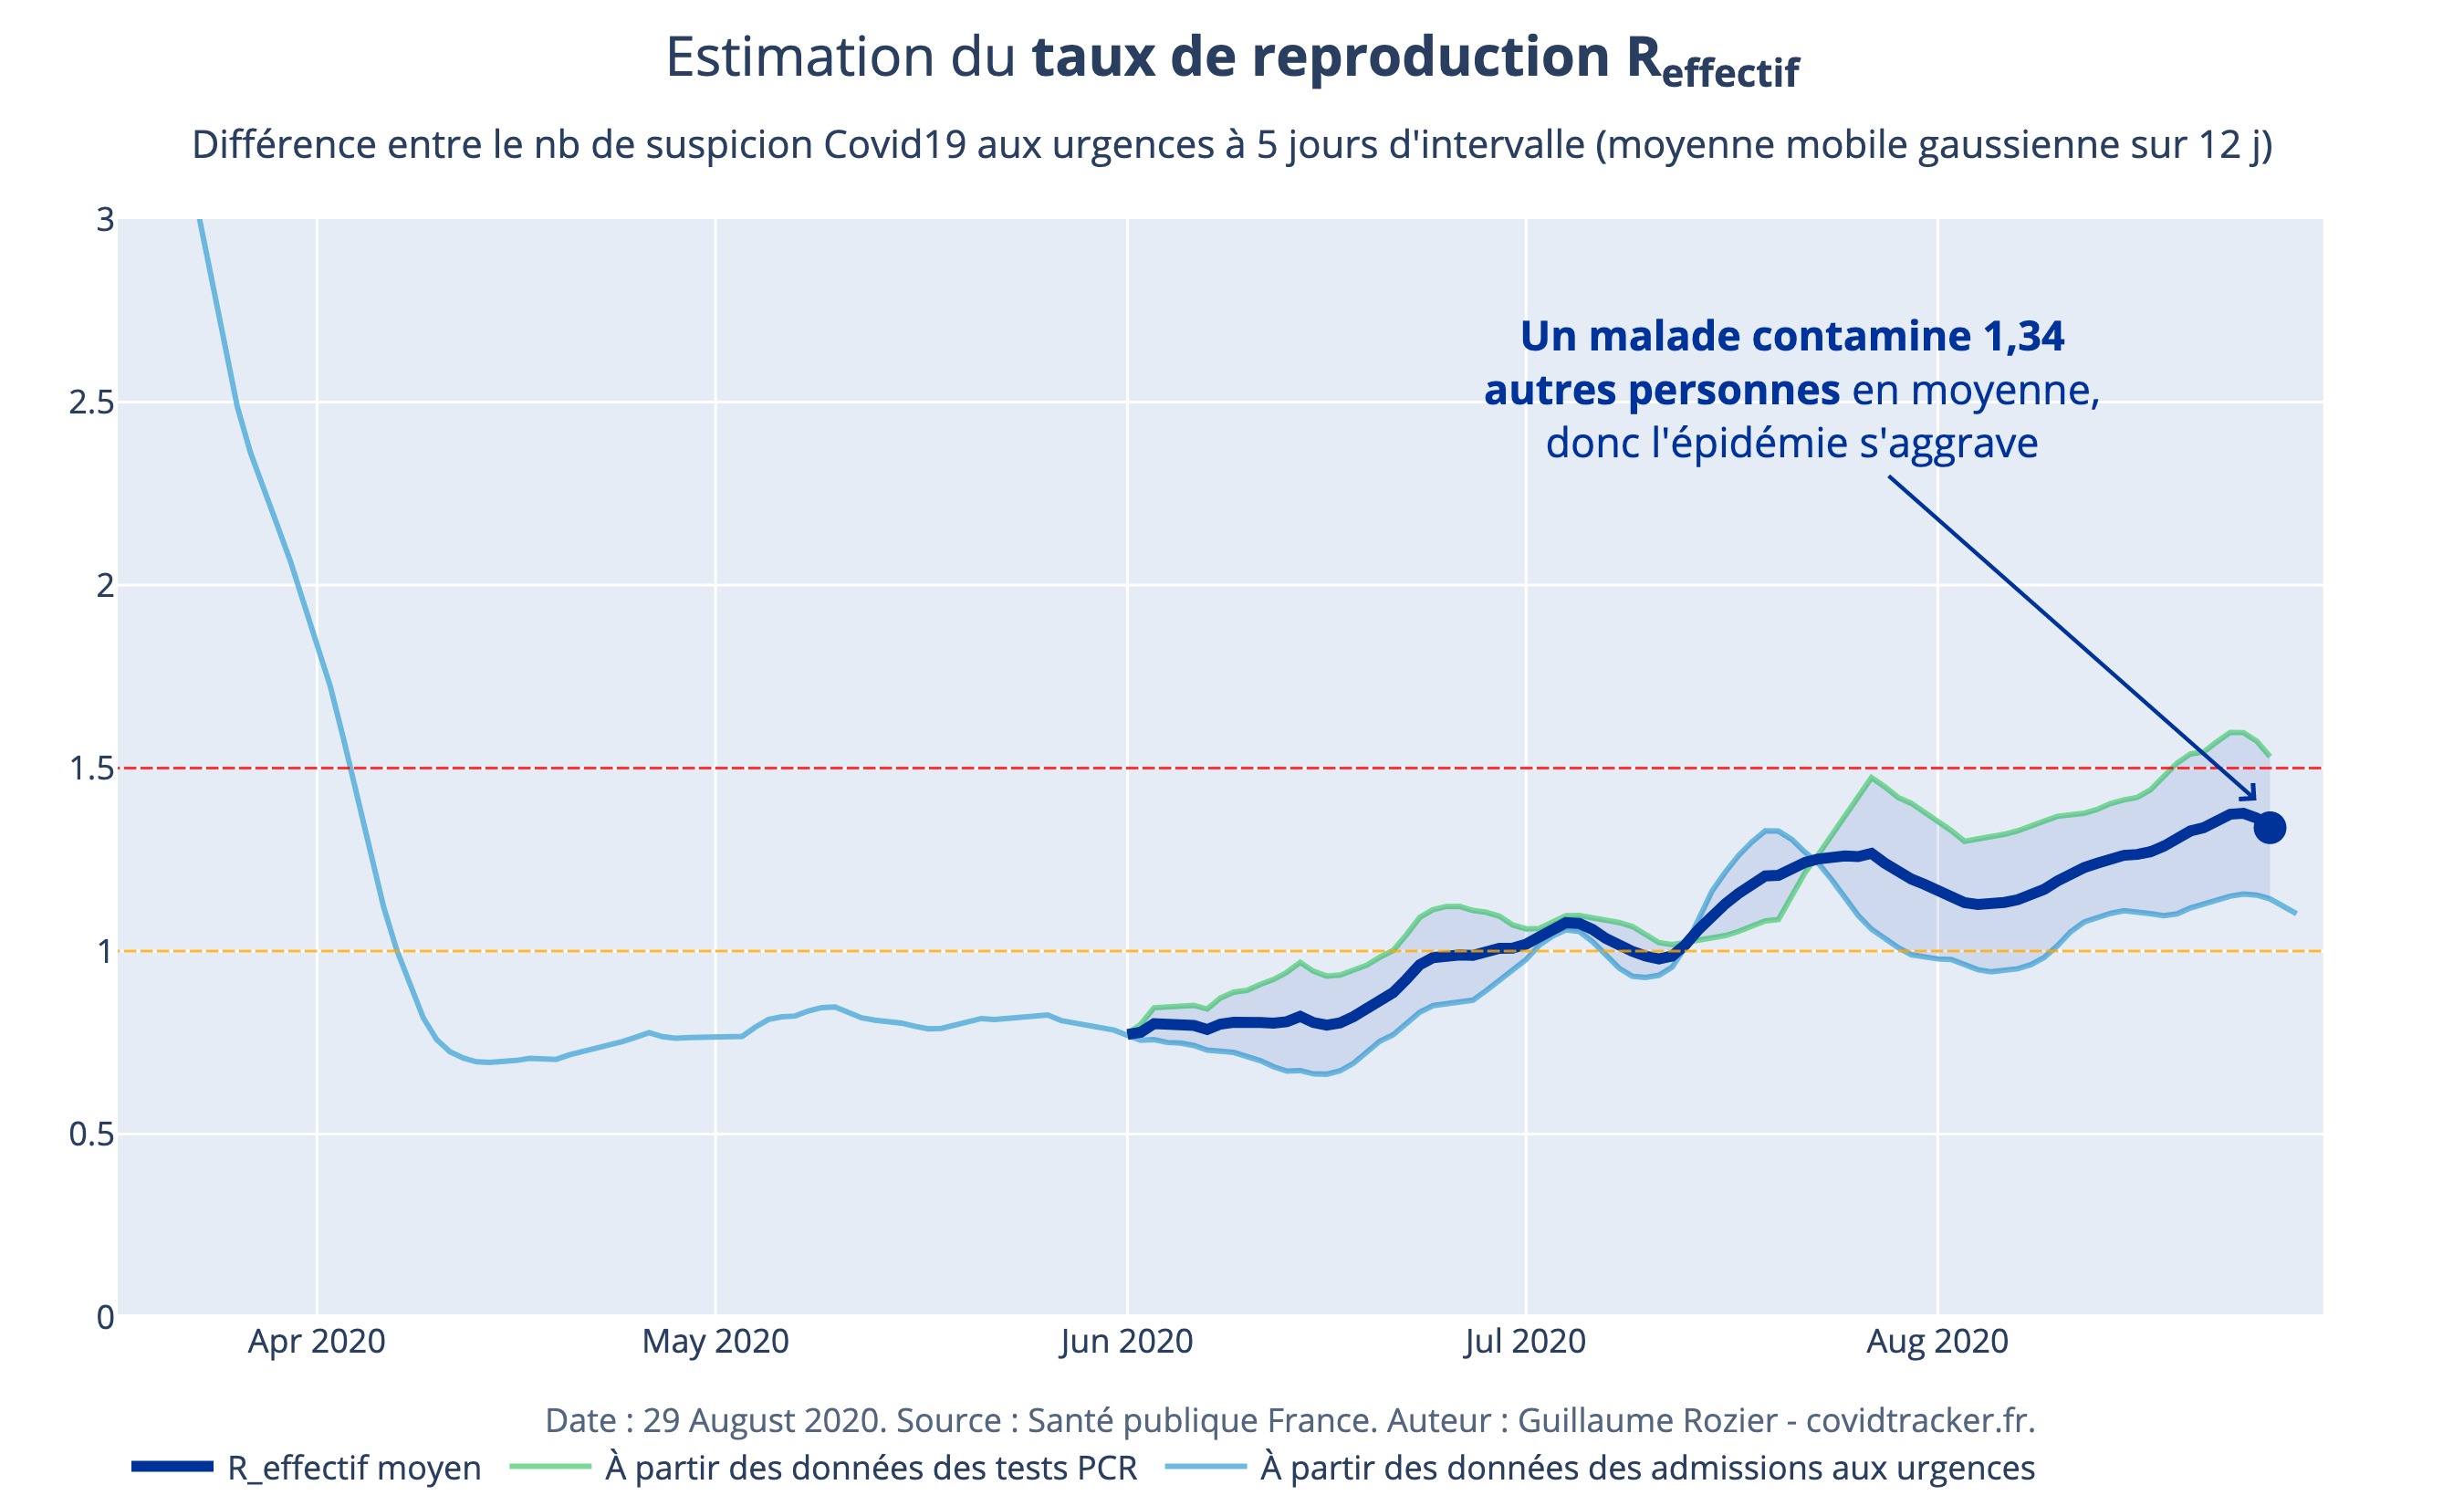 Estimation du taux de reproduction Reffectif
Différence entre le nb de suspicion Covid19 aux urgences à 5 jours d'intervalle (moyenne mobile gaussienne sur 12 j)
3
2.5
2
1.5
1
0.5
0
Un malade contamine 1,34
autres personnes en moyenne,
donc l'épidémie s'aggrave
Apr 2020 May 2020 Jun 2020 Jul 2020 Aug 2020
Date : 29 August 2020. Source : Santé publique France. Auteur : Guillaume Rozier - covidtracker.fr.
R_effectif moyen À partir des données des tests PCR À partir des données des admissions aux urgences